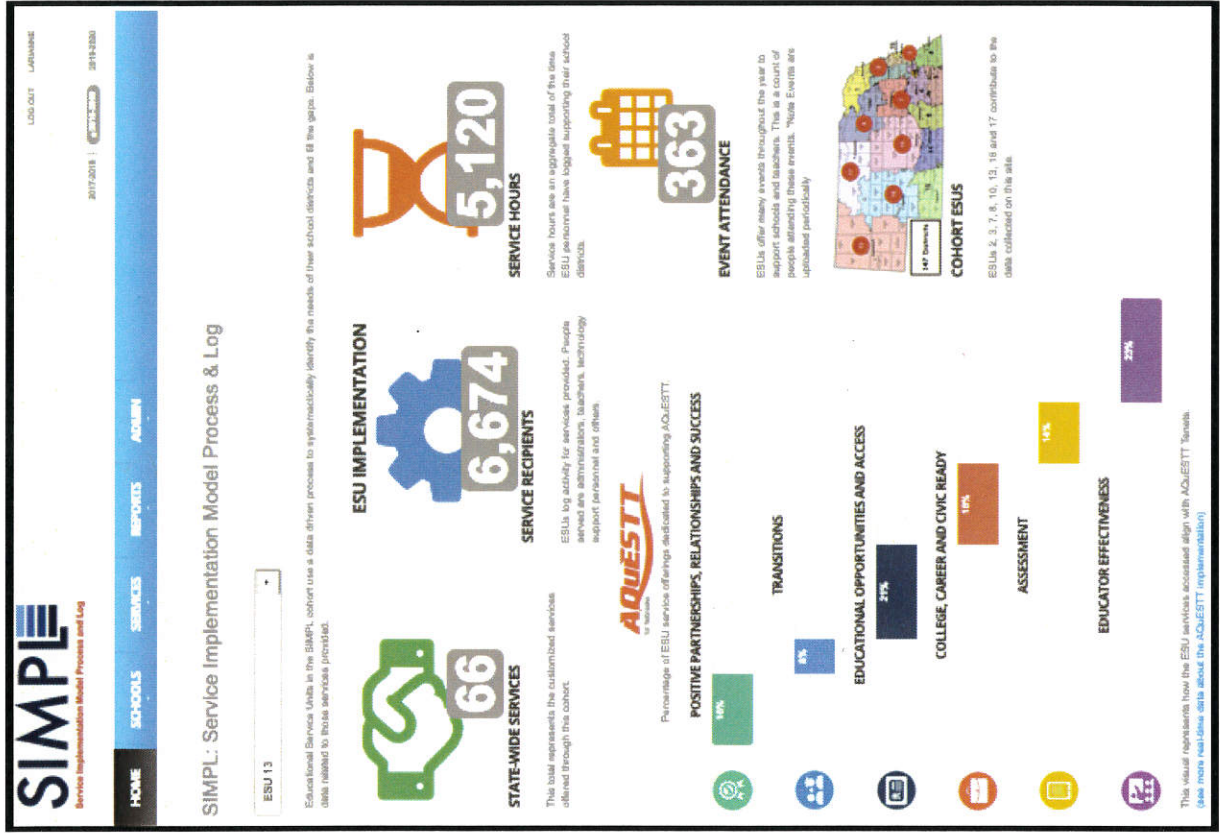 SIMPL
Service Implementation Model Process and Log
LOG OUT LARIANNE
2017-2018 | 2018-2019 2019-2020
HOME SCHOOLS SERVICES REPORTS ADMIN
SIMPL: Service Implementation Model Process & Log
ESU 13
Educational Service Units in the SIMPL cohort use a data driven process to systematically identify the needs of their school districts and fill the gaps. Below is
data related to those services provided.
ESU IMPLEMENTATION
66
STATE-WIDE SERVICES
This total represents the customized services
offered through this cohort.
6,674
SERVICE RECIPIENTS
ESUs log activity for services provided. People
served are administrators, teachers, technology
support personnel and others
5,120
SERVICE HOURS
Service hours are an aggregate total of the time
ESU personnel have logged supporting their school
districts.
AQuESTT
for Nebraska
Percentage of ESU service offerings dedicated to supporting AQuESTT.
POSITIVE PARTNERSHIPS, RELATIONSHIPS AND SUCCESS
16%
TRANSITIONS
8%
EDUCATIONAL OPPORTUNITIES AND ACCESS
21%
COLLEGE, CAREER AND CIVIC READY
18%
ASSESSMENT
14%
EDUCATOR EFFECTIVENESS
23%
This visual represents how the ESU services accessed align with AQuESTT Tenets.
(see more real-time data about the AQuESTT implementation)
363
EVENT ATTENDANCE
ESUs offer many events throughout the year to
support schools and teachers. This is a count of
people attending these events. *Note Events are
uploaded periodically
147 Districts
COHORT ESUS
ESUs 2, 3, 7, 8, 10, 13, 16 and 17 contribute to the
data collected on this site.